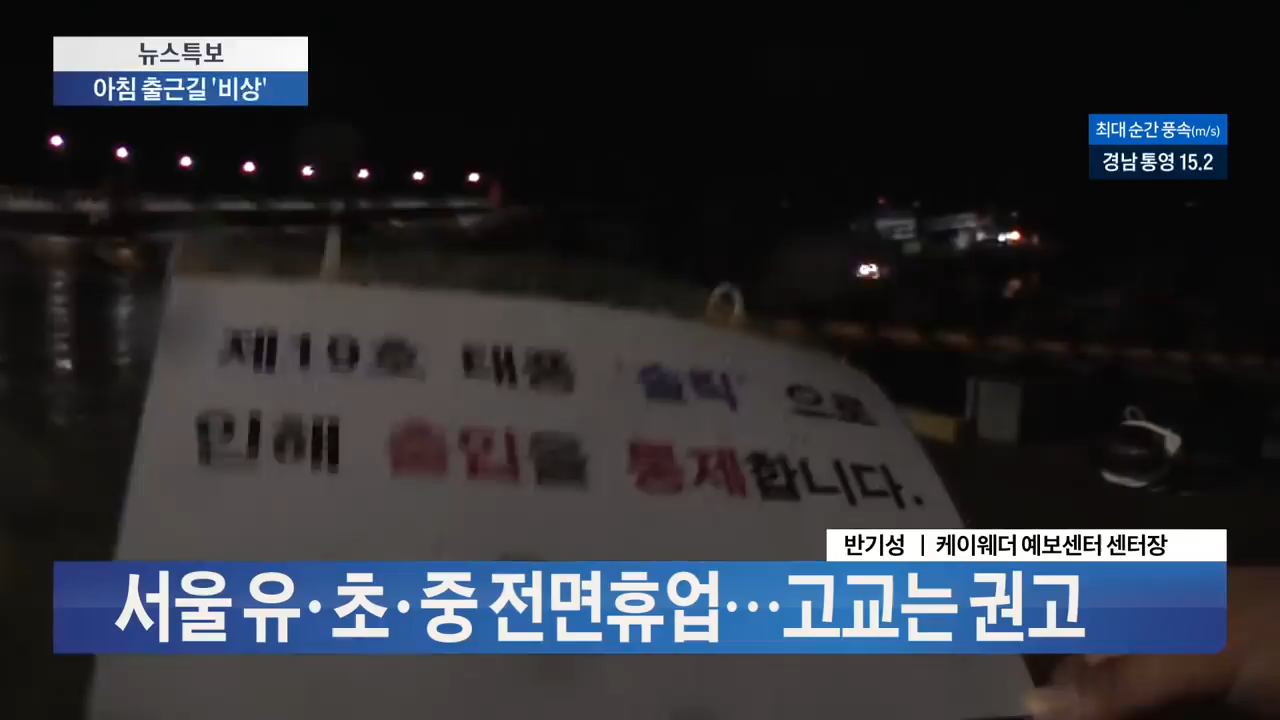 뉴스특보
아침 출근길 '비상'
최대 순간 풍속(m/s)
경남 통영 15.2
제19호 태풍 '솔릭' 으로
인해 출입을 통제합니다.
반기성 | 케이웨더 예보센터 센터장
서울 유·초·중 전면휴업…고교는 권고